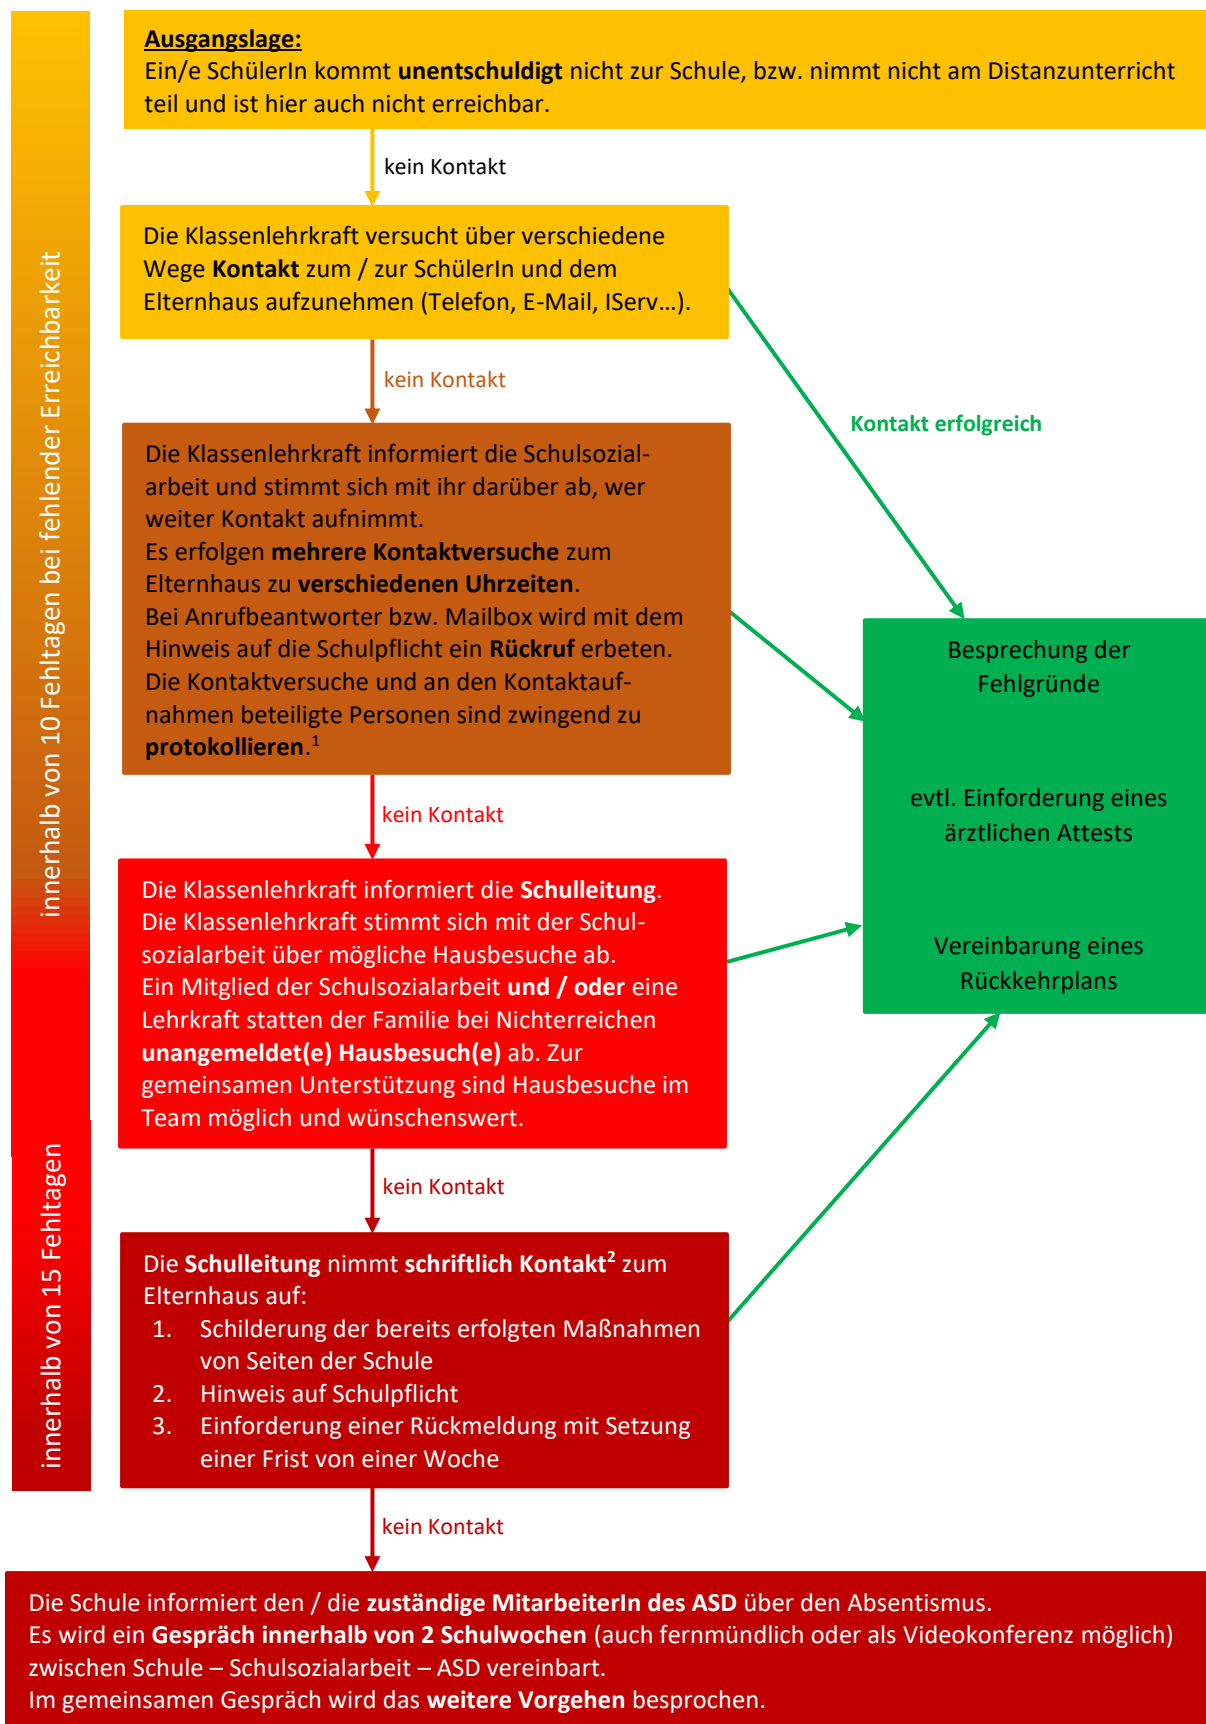 Ausgangslage:
Ein/e SchülerIn kommt unentschuldigt nicht zur Schule, bzw. nimmt nicht am Distanzunterricht
teil und ist hier auch nicht erreichbar.
kein Kontakt
Die Klassenlehrkraft versucht über verschiedene
Wege Kontakt zum / zur SchülerIn und dem
Elternhaus aufzunehmen (Telefon, E-Mail, IServ…).
kein Kontakt
Kontakt erfolgreich
Die Klassenlehrkraft informiert die Schulsozial-
arbeit und stimmt sich mit ihr darüber ab, wer
weiter Kontakt aufnimmt.
Es erfolgen mehrere Kontaktversuche zum
Elternhaus zu verschiedenen Uhrzeiten.
Bei Anrufbeantworter bzw. Mailbox wird mit dem
Hinweis auf die Schulpflicht ein Rückruf erbeten.
Die Kontaktversuche und an den Kontaktauf-
nahmen beteiligte Personen sind zwingend zu
protokollieren.¹
Besprechung der
Fehlgründe
evtl. Einforderung eines
ärztlichen Attests
Vereinbarung eines
Rückkehrplans
kein Kontakt
Die Klassenlehrkraft informiert die Schulleitung.
Die Klassenlehrkraft stimmt sich mit der Schul-
sozialarbeit über mögliche Hausbesuche ab.
Ein Mitglied der Schulsozialarbeit und / oder eine
Lehrkraft statten der Familie bei Nichterreichen
unangemeldet(e) Hausbesuch(e) ab. Zur
gemeinsamen Unterstützung sind Hausbesuche im
Team möglich und wünschenswert.
innerhalb von 10 Fehltagen bei fehlender Erreichbarkeit
kein Kontakt
Die Schulleitung nimmt schriftlich Kontakt² zum
Elternhaus auf:
1. Schilderung der bereits erfolgten Maßnahmen
von Seiten der Schule
2. Hinweis auf Schulpflicht
3. Einforderung einer Rückmeldung mit Setzung
einer Frist von einer Woche
innerhalb von 15 Fehltagen
kein Kontakt
Die Schule informiert den / die zuständige MitarbeiterIn des ASD über den Absentismus.
Es wird ein Gespräch innerhalb von 2 Schulwochen (auch fernmündlich oder als Videokonferenz möglich)
zwischen Schule – Schulsozialarbeit – ASD vereinbart.
Im gemeinsamen Gespräch wird das weitere Vorgehen besprochen.